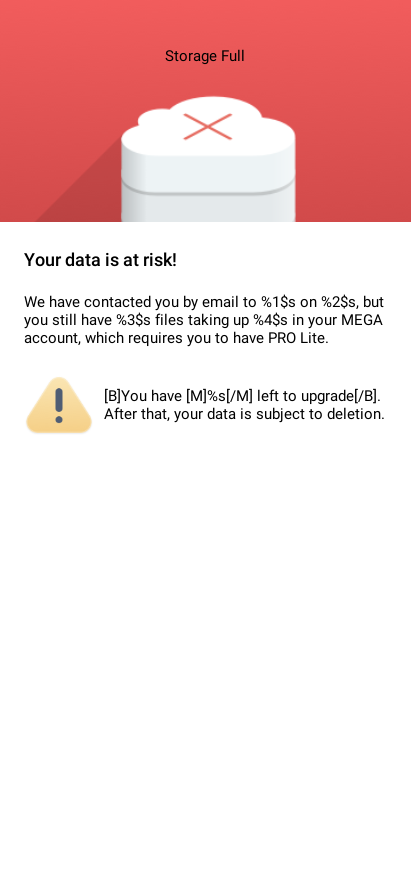 Storage Full
Your data is at risk!
We have contacted you by email to %1$s on %2$s, but
you still have %3$s files taking up %4$s in your MEGA
account, which requires you to have PRO Lite.
[B]You have [M]%s[/M] left to upgrade[/B].
After that, your data is subject to deletion.